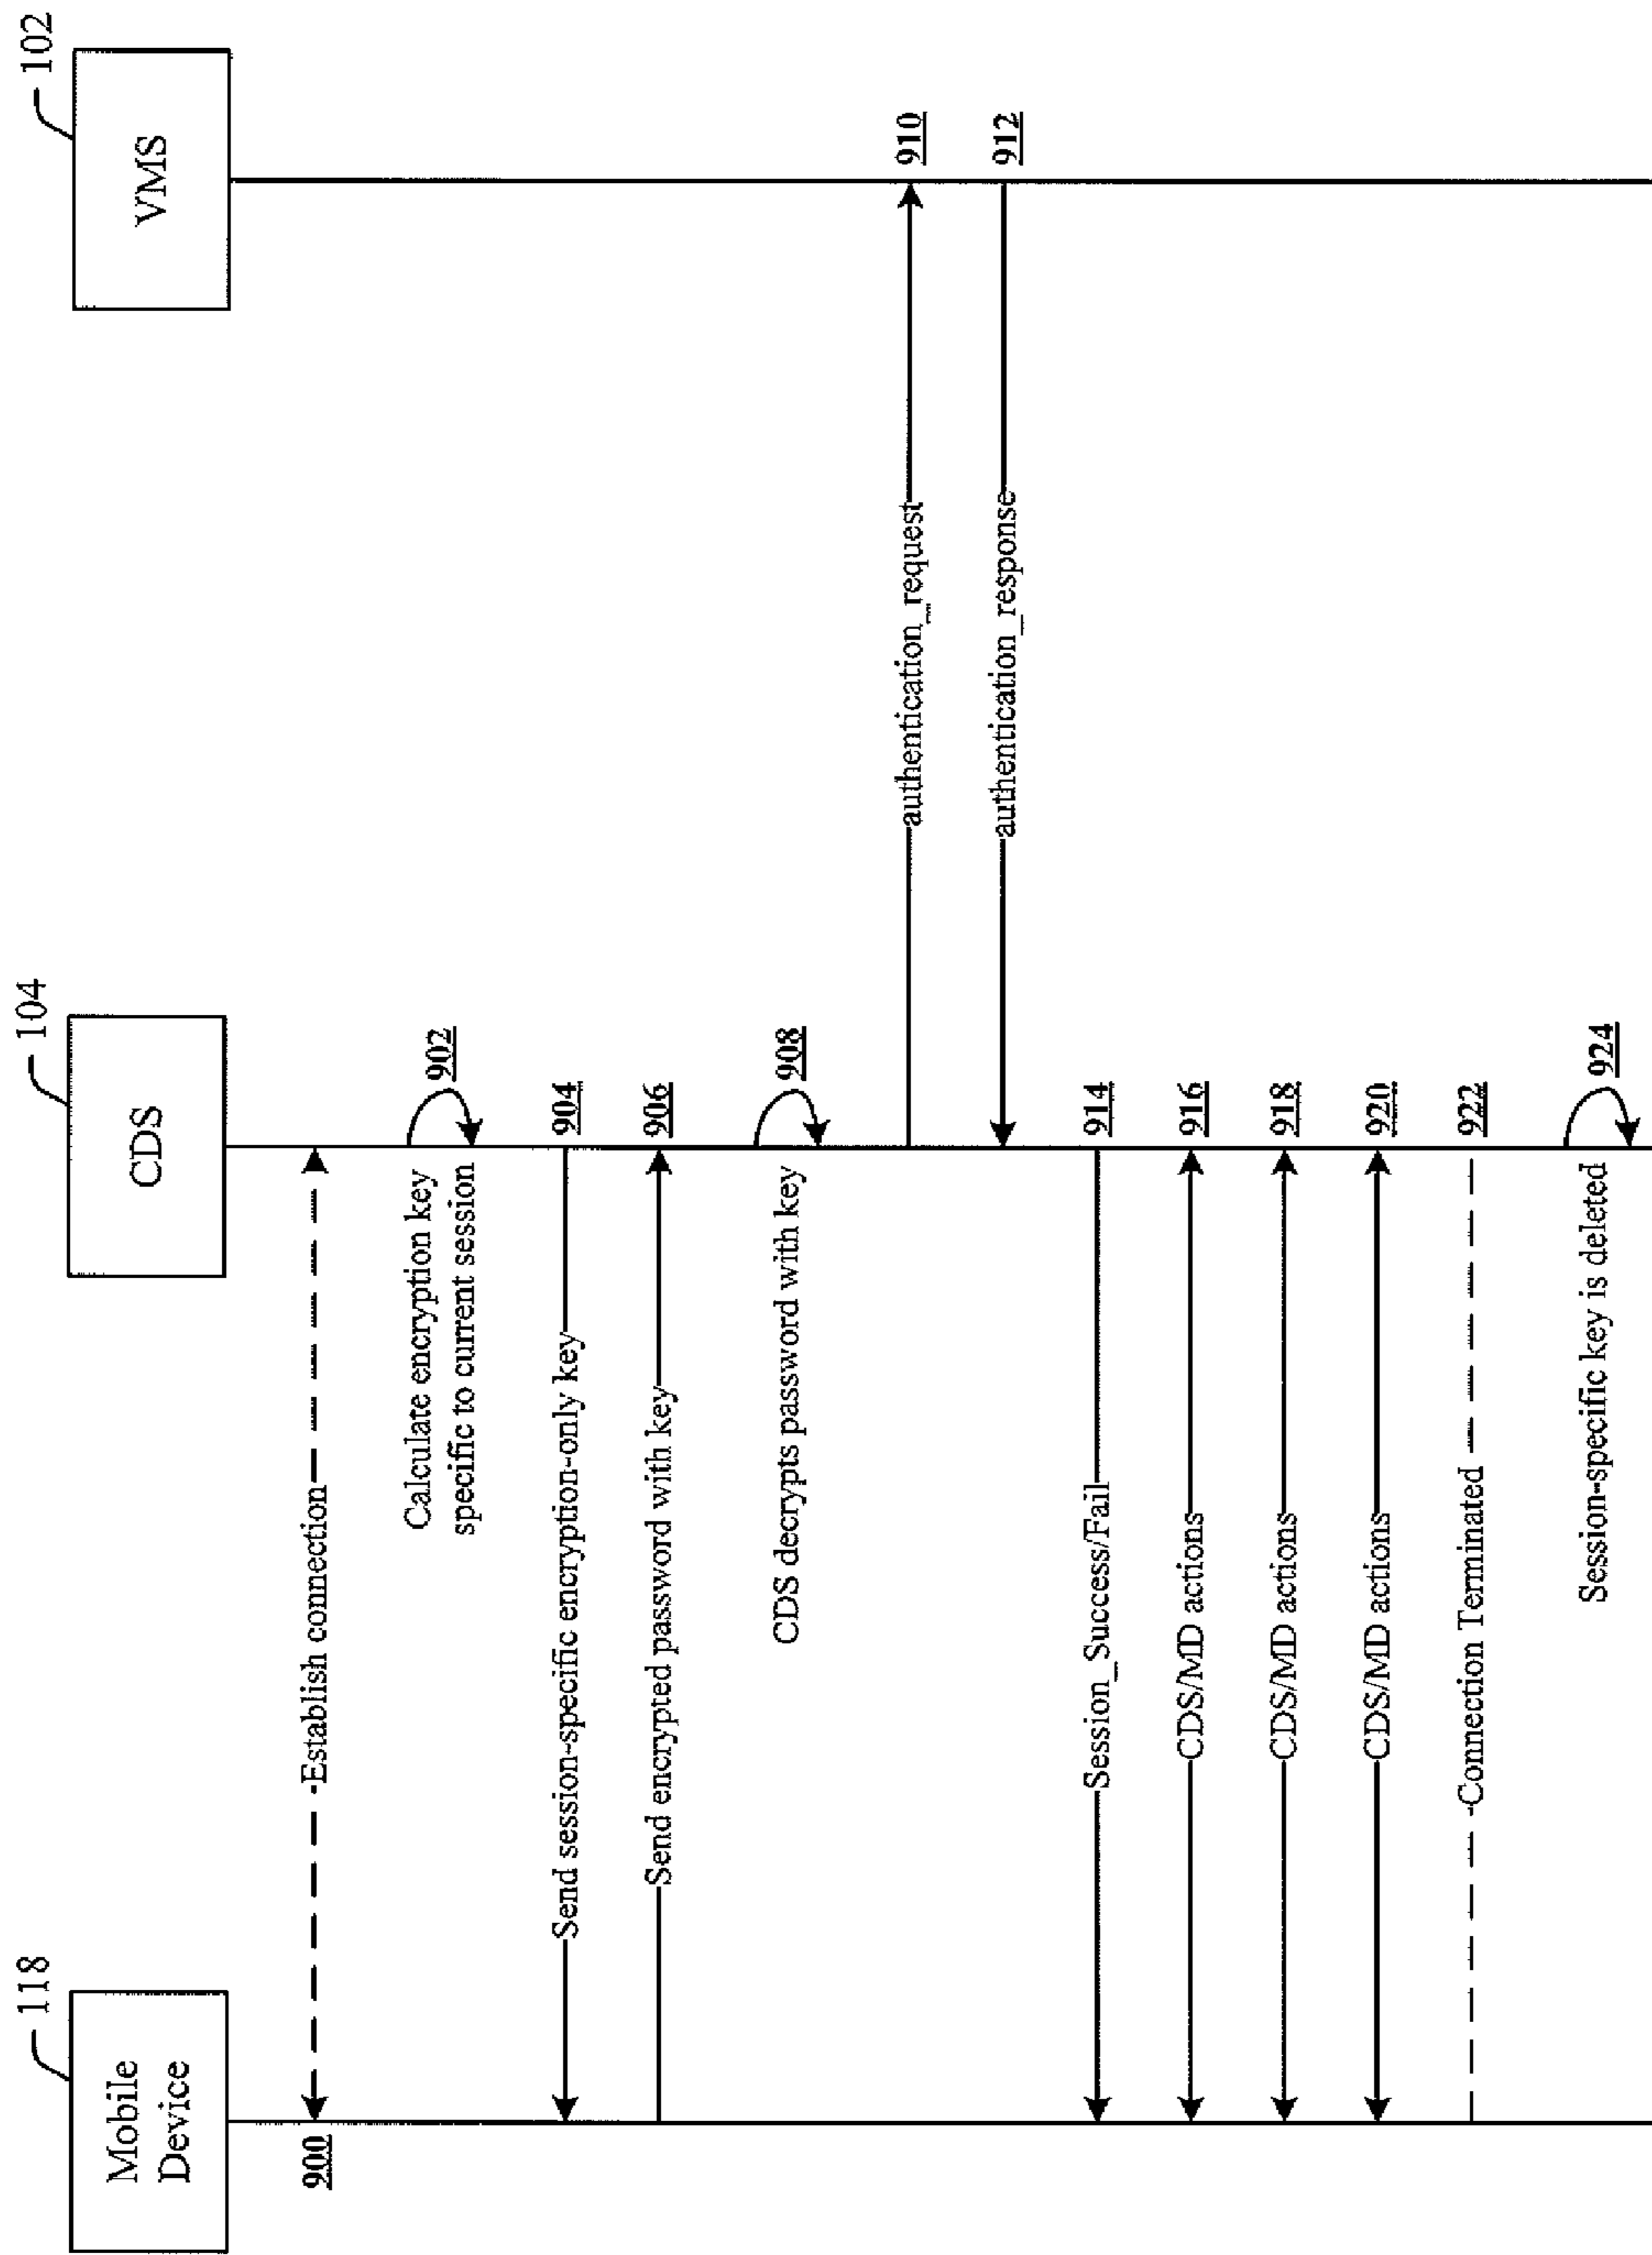 118
Mobile
Device
104
CDS
102
VMS
900
Establish connection
Calculate encryption key
specific to current session
902
Send session-specific encryption-only key
904
Send encrypted password with key
906
CDS decrypts password with key
908
authentication_request
910
authentication_response
912
Session_Success/Fail
914
CDS/MD actions
916
CDS/MD actions
918
CDS/MD actions
920
Connection Terminated
922
Session-specific key is deleted
924